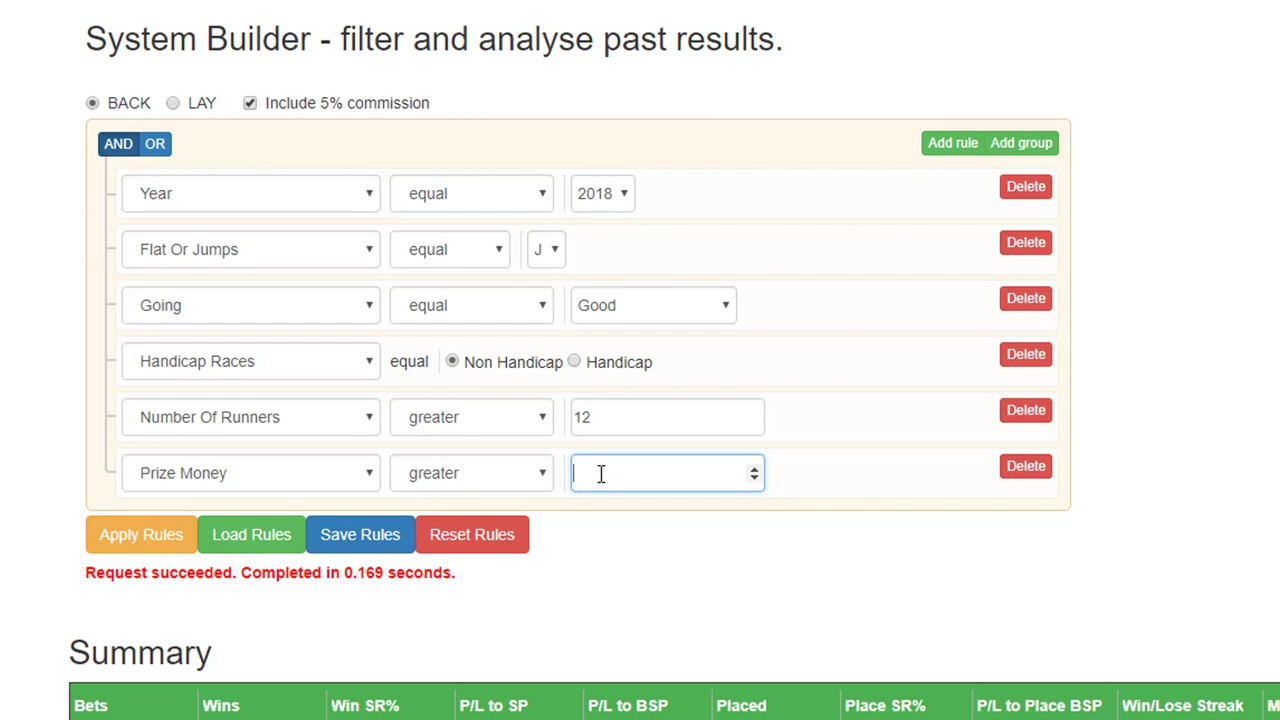 System Builder - filter and analyse past results.
BACK LAY Include 5% commission
AND OR Add rule Add group
Year equal 2018 Delete
Flat Or Jumps equal J Delete
Going equal Good Delete
Handicap Races equal Non Handicap Handicap Delete
Number Of Runners greater 12 Delete
Prize Money greater Delete
Apply Rules Load Rules Save Rules Reset Rules
Request succeeded. Completed in 0.169 seconds.
Summary
Bets Wins Win SR% P/L to SP P/L to BSP Placed Place SR% P/L to Place BSP Win/Lose Streak